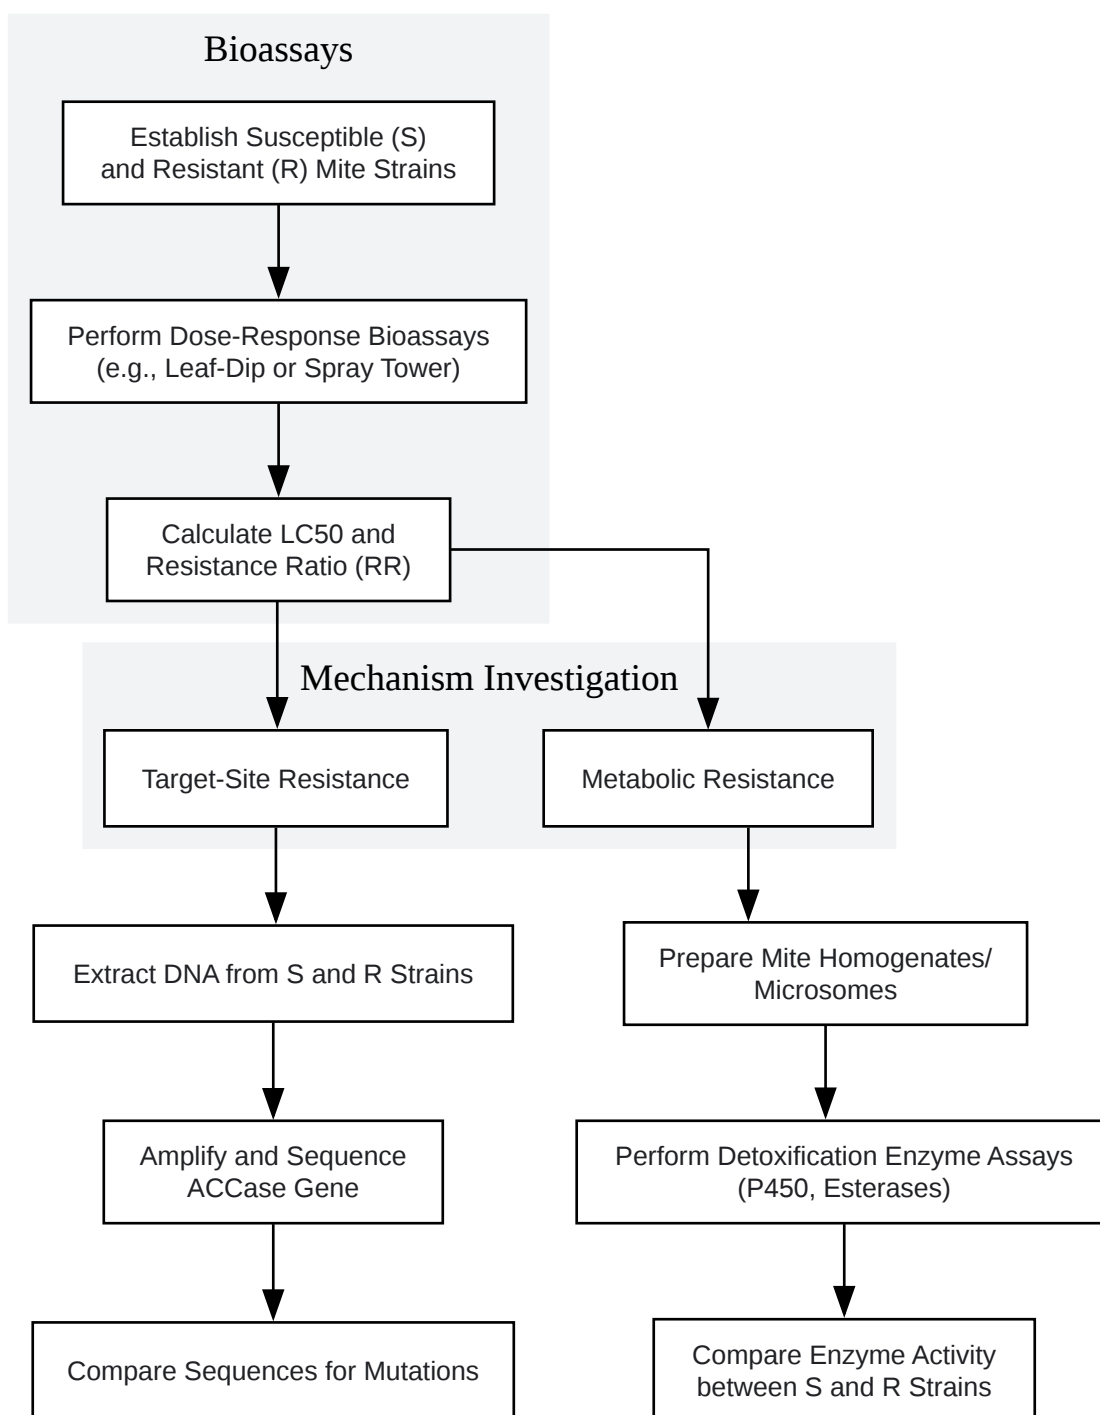 Bioassays
Establish Susceptible (S)
and Resistant (R) Mite Strains
Perform Dose-Response Bioassays
(e.g., Leaf-Dip or Spray Tower)
Calculate LC50 and
Resistance Ratio (RR)
Mechanism Investigation
Target-Site Resistance
Metabolic Resistance
Extract DNA from S and R Strains
Prepare Mite Homogenates/
Microsomes
Amplify and Sequence
ACCase Gene
Perform Detoxification Enzyme Assays
(P450, Esterases)
Compare Sequences for Mutations
Compare Enzyme Activity
between S and R Strains